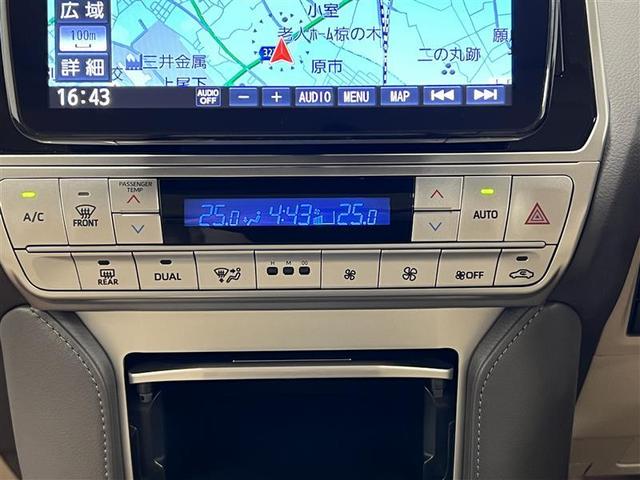 広域
小室
老人ホーム椋の木
100m
三井金属
32
原市
二の丸跡
詳細
上尾下
16:43
AUDIO OFF
− + AUDIO MENU MAP
A/C
FRONT
PASSENGER TEMP
25.0 4:43 25.0
AUTO
REAR
DUAL
H M
OFF